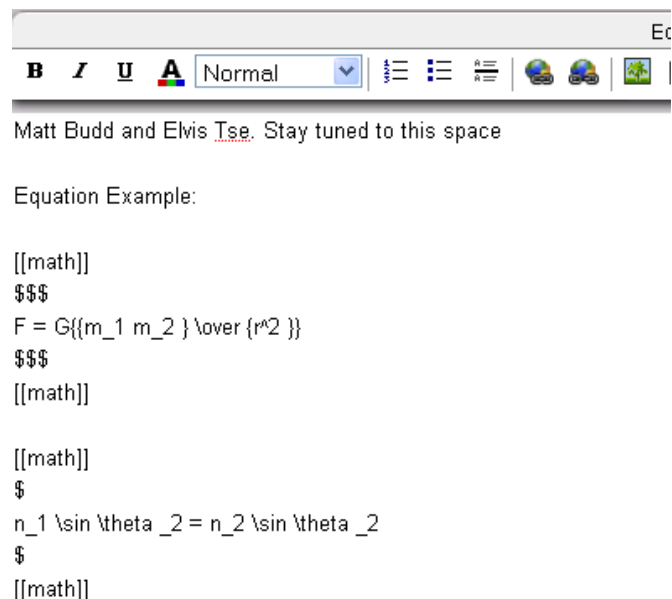 Ec
B I U A Normal
Matt Budd and Elvis Tse. Stay tuned to this space
Equation Example:
[[math]]
$$$
F = G{{m_1 m_2 } \over {r^2 }}
$$$
[[math]]
[[math]]
$
n_1 \sin \theta _2 = n_2 \sin \theta _2
$
[[math]]